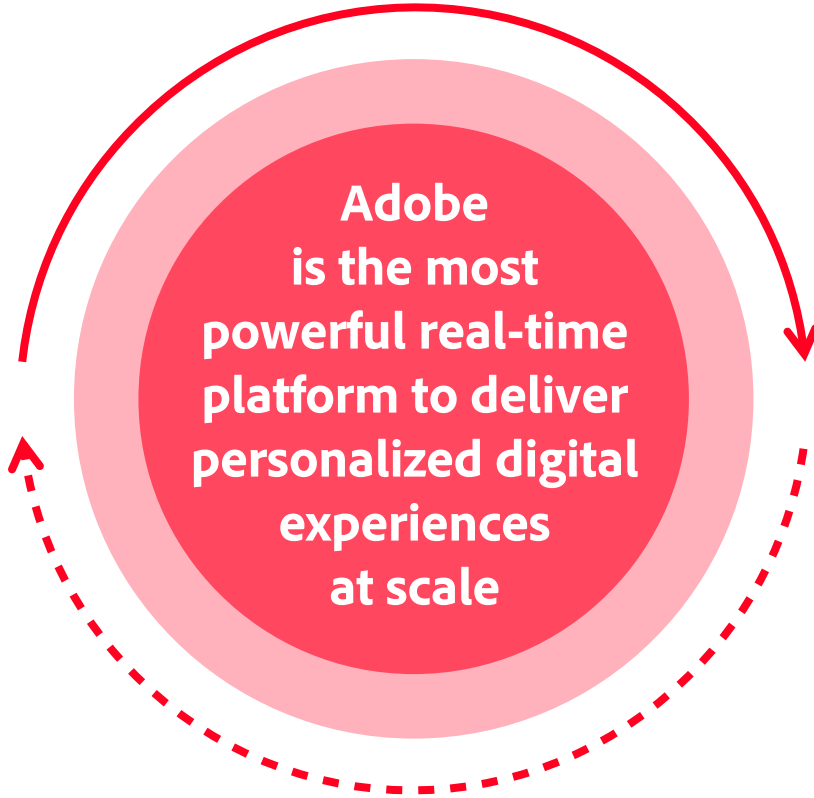 Adobe
is the most
powerful real-time
platform to deliver
personalized digital
experiences
at scale